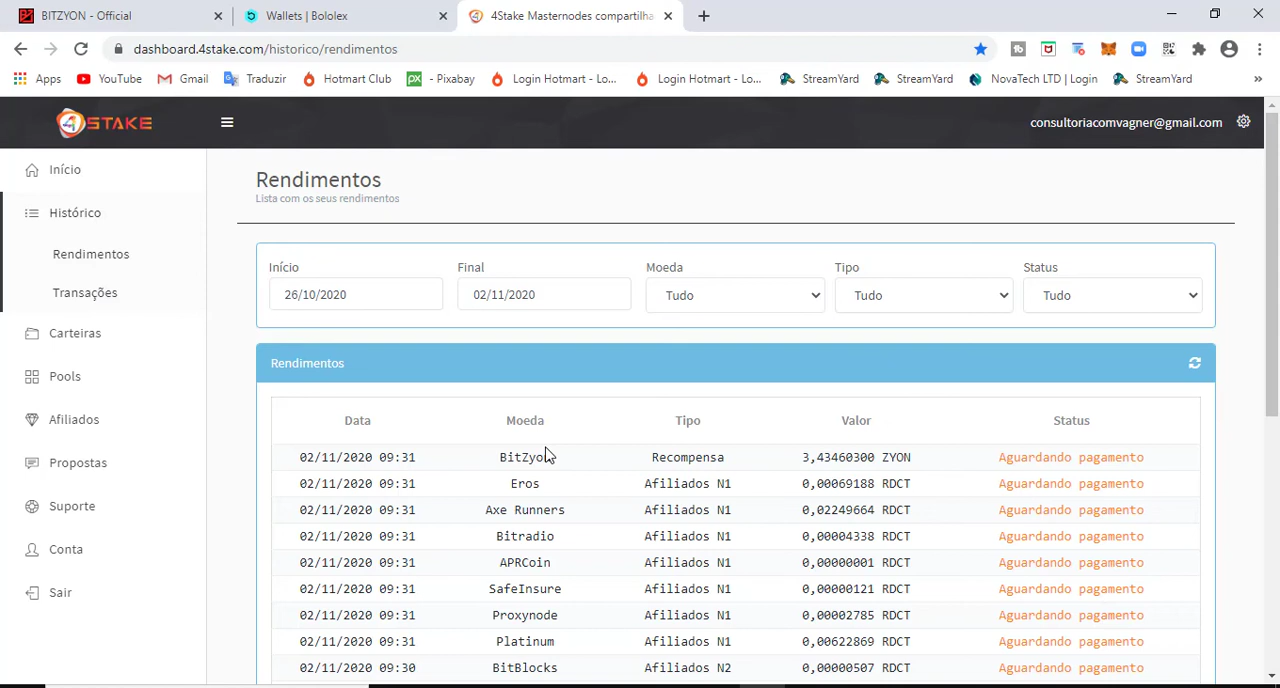 BITZYON - Official
Wallets | Bololex
4Stake Masternodes compartilha
dashboard.4stake.com/historico/rendimentos
Apps YouTube Gmail Traduzir Hotmart Club - Pixabay Login Hotmart - Lo... Login Hotmart - Lo... StreamYard StreamYard NovaTech LTD | Login StreamYard
4STAKE
consultoriacomvagner@gmail.com
Início
Histórico
Rendimentos
Transações
Carteiras
Pools
Afiliados
Propostas
Suporte
Conta
Sair
Rendimentos
Lista com os seus rendimentos
Início Final Moeda Tipo Status
26/10/2020 02/11/2020 Tudo Tudo Tudo
Rendimentos
Data Moeda Tipo Valor Status
02/11/2020 09:31 BitZyon Recompensa 3,43460300 ZYON Aguardando pagamento
02/11/2020 09:31 Eros Afiliados N1 0,00069188 RDCT Aguardando pagamento
02/11/2020 09:31 Axe Runners Afiliados N1 0,02249664 RDCT Aguardando pagamento
02/11/2020 09:31 Bitradio Afiliados N1 0,00004338 RDCT Aguardando pagamento
02/11/2020 09:31 APRCoin Afiliados N1 0,00000001 RDCT Aguardando pagamento
02/11/2020 09:31 SafeInsure Afiliados N1 0,00000121 RDCT Aguardando pagamento
02/11/2020 09:31 Proxynode Afiliados N1 0,00002785 RDCT Aguardando pagamento
02/11/2020 09:31 Platinum Afiliados N1 0,00622869 RDCT Aguardando pagamento
02/11/2020 09:30 BitBlocks Afiliados N2 0,00000507 RDCT Aguardando pagamento